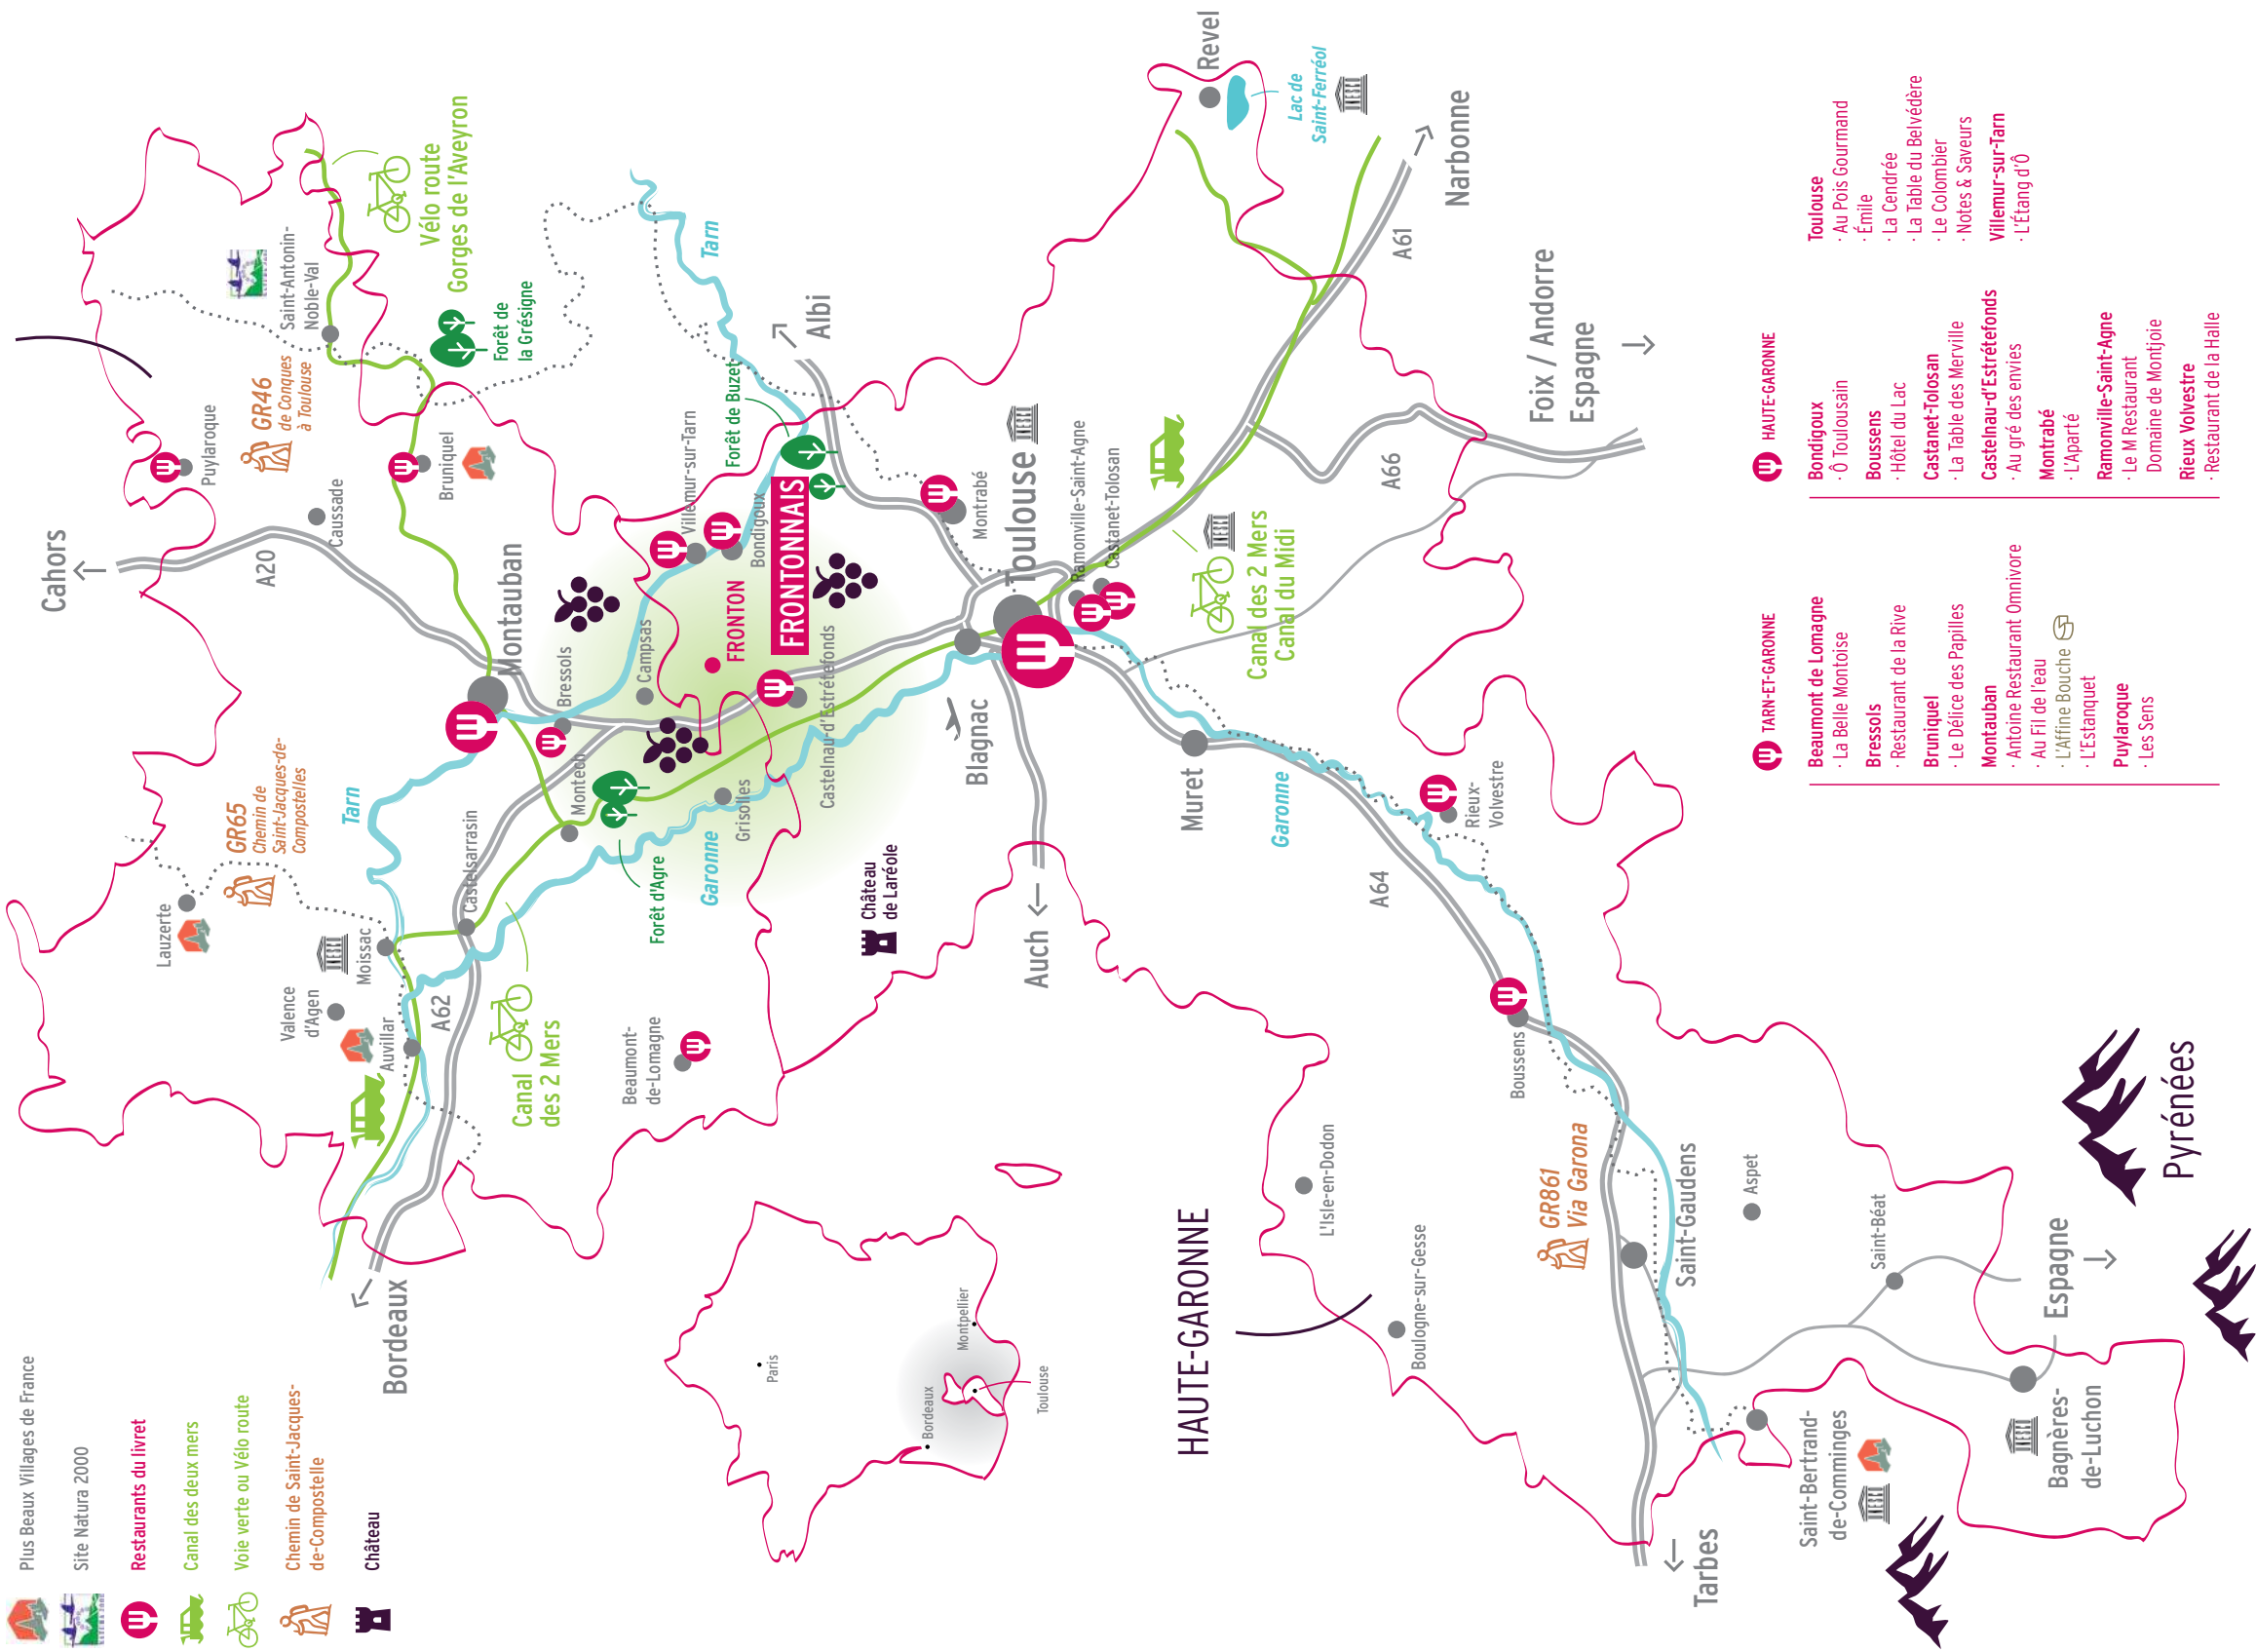 Plus Beaux Villages de France
Site Natura 2000
Restaurants du livret
Canal des deux mers
Voie verte ou Vélo route
Chemin de Saint-Jacques-
de-Compostelle
Château
Cahors
A20
Caussade
Puylaroque
GR46
de Conques
à Toulouse
Saint-Antonin-
Noble-Val
Vélo route
Gorges de l'Aveyron
Forêt de
la Grésigne
Bruniquel
Lauzerte
GR65
Chemin de
Saint-Jacques-de-
Compostelles
UNESCO
Moissac
Valence
d'Agen
Auvillar
A62
Tarn
Castelsarrasin
Montech
Montauban
Bressols
Campsas
Bordeaux
Canal
des 2 Mers
Beaumont-
de-Lomagne
Forêt d'Agre
Garonne
Grisolles
Castelnau-d'Estrétefonds
FRONTON
FRONTONNAIS
Villemur-sur-Tarn
Bondigoux
Forêt de Buzet
Tarn
Albi
Château
de Laréole
Auch
Blagnac
Toulouse
UNESCO
Montrabé
Ramonville-Saint-Agne
Castanet-Tolosan
Canal des 2 Mers
Canal du Midi
UNESCO
Revel
Lac de
Saint-Ferréol
UNESCO
Narbonne
A61
A66
Foix / Andorre
Espagne
Muret
Garonne
A64
Rieux-
Volvestre
Boussens
L'Isle-en-Dodon
Boulogne-sur-Gesse
HAUTE-GARONNE
GR861
Via Garona
Saint-Gaudens
Aspet
Saint-Béat
Espagne
Bagnères-
de-Luchon
UNESCO
Saint-Bertrand-
de-Comminges
UNESCO
Tarbes
Pyrénées
Paris
Bordeaux
Montpellier
Toulouse
TARN-ET-GARONNE
Beaumont de Lomagne
· La Belle Montoise
Bressols
· Restaurant de la Rive
Bruniquel
· Le Délice des Papilles
Montauban
· Antoine Restaurant Omnivore
· Au Fil de l'eau
· L'Affine Bouche
· L'Estanquet
Puylaroque
· Les Sens
HAUTE-GARONNE
Bondigoux
· Ô Toulousain
Boussens
· Hôtel du Lac
Castanet-Tolosan
· La Table des Merville
Castelnau-d'Estrétefonds
· Au gré des envies
Montrabé
· L'Aparté
Ramonville-Saint-Agne
· Le M Restaurant
Domaine de Montjoie
Rieux Volvestre
· Restaurant de la Halle
Toulouse
· Au Pois Gourmand
· Émile
· La Cendrée
· La Table du Belvédère
· Le Colombier
· Notes & Saveurs
Villemur-sur-Tarn
· L'Étang d'Ô